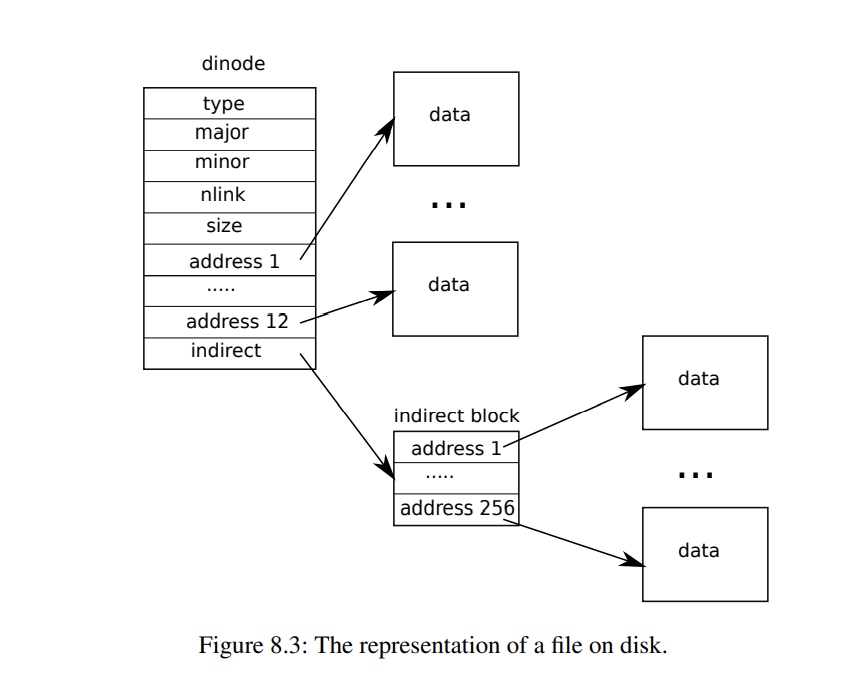 dinode
type
major
minor
nlink
size
address 1
.....
address 12
indirect
data
...
data
indirect block
address 1
.....
address 256
data
...
data
Figure 8.3: The representation of a file on disk.